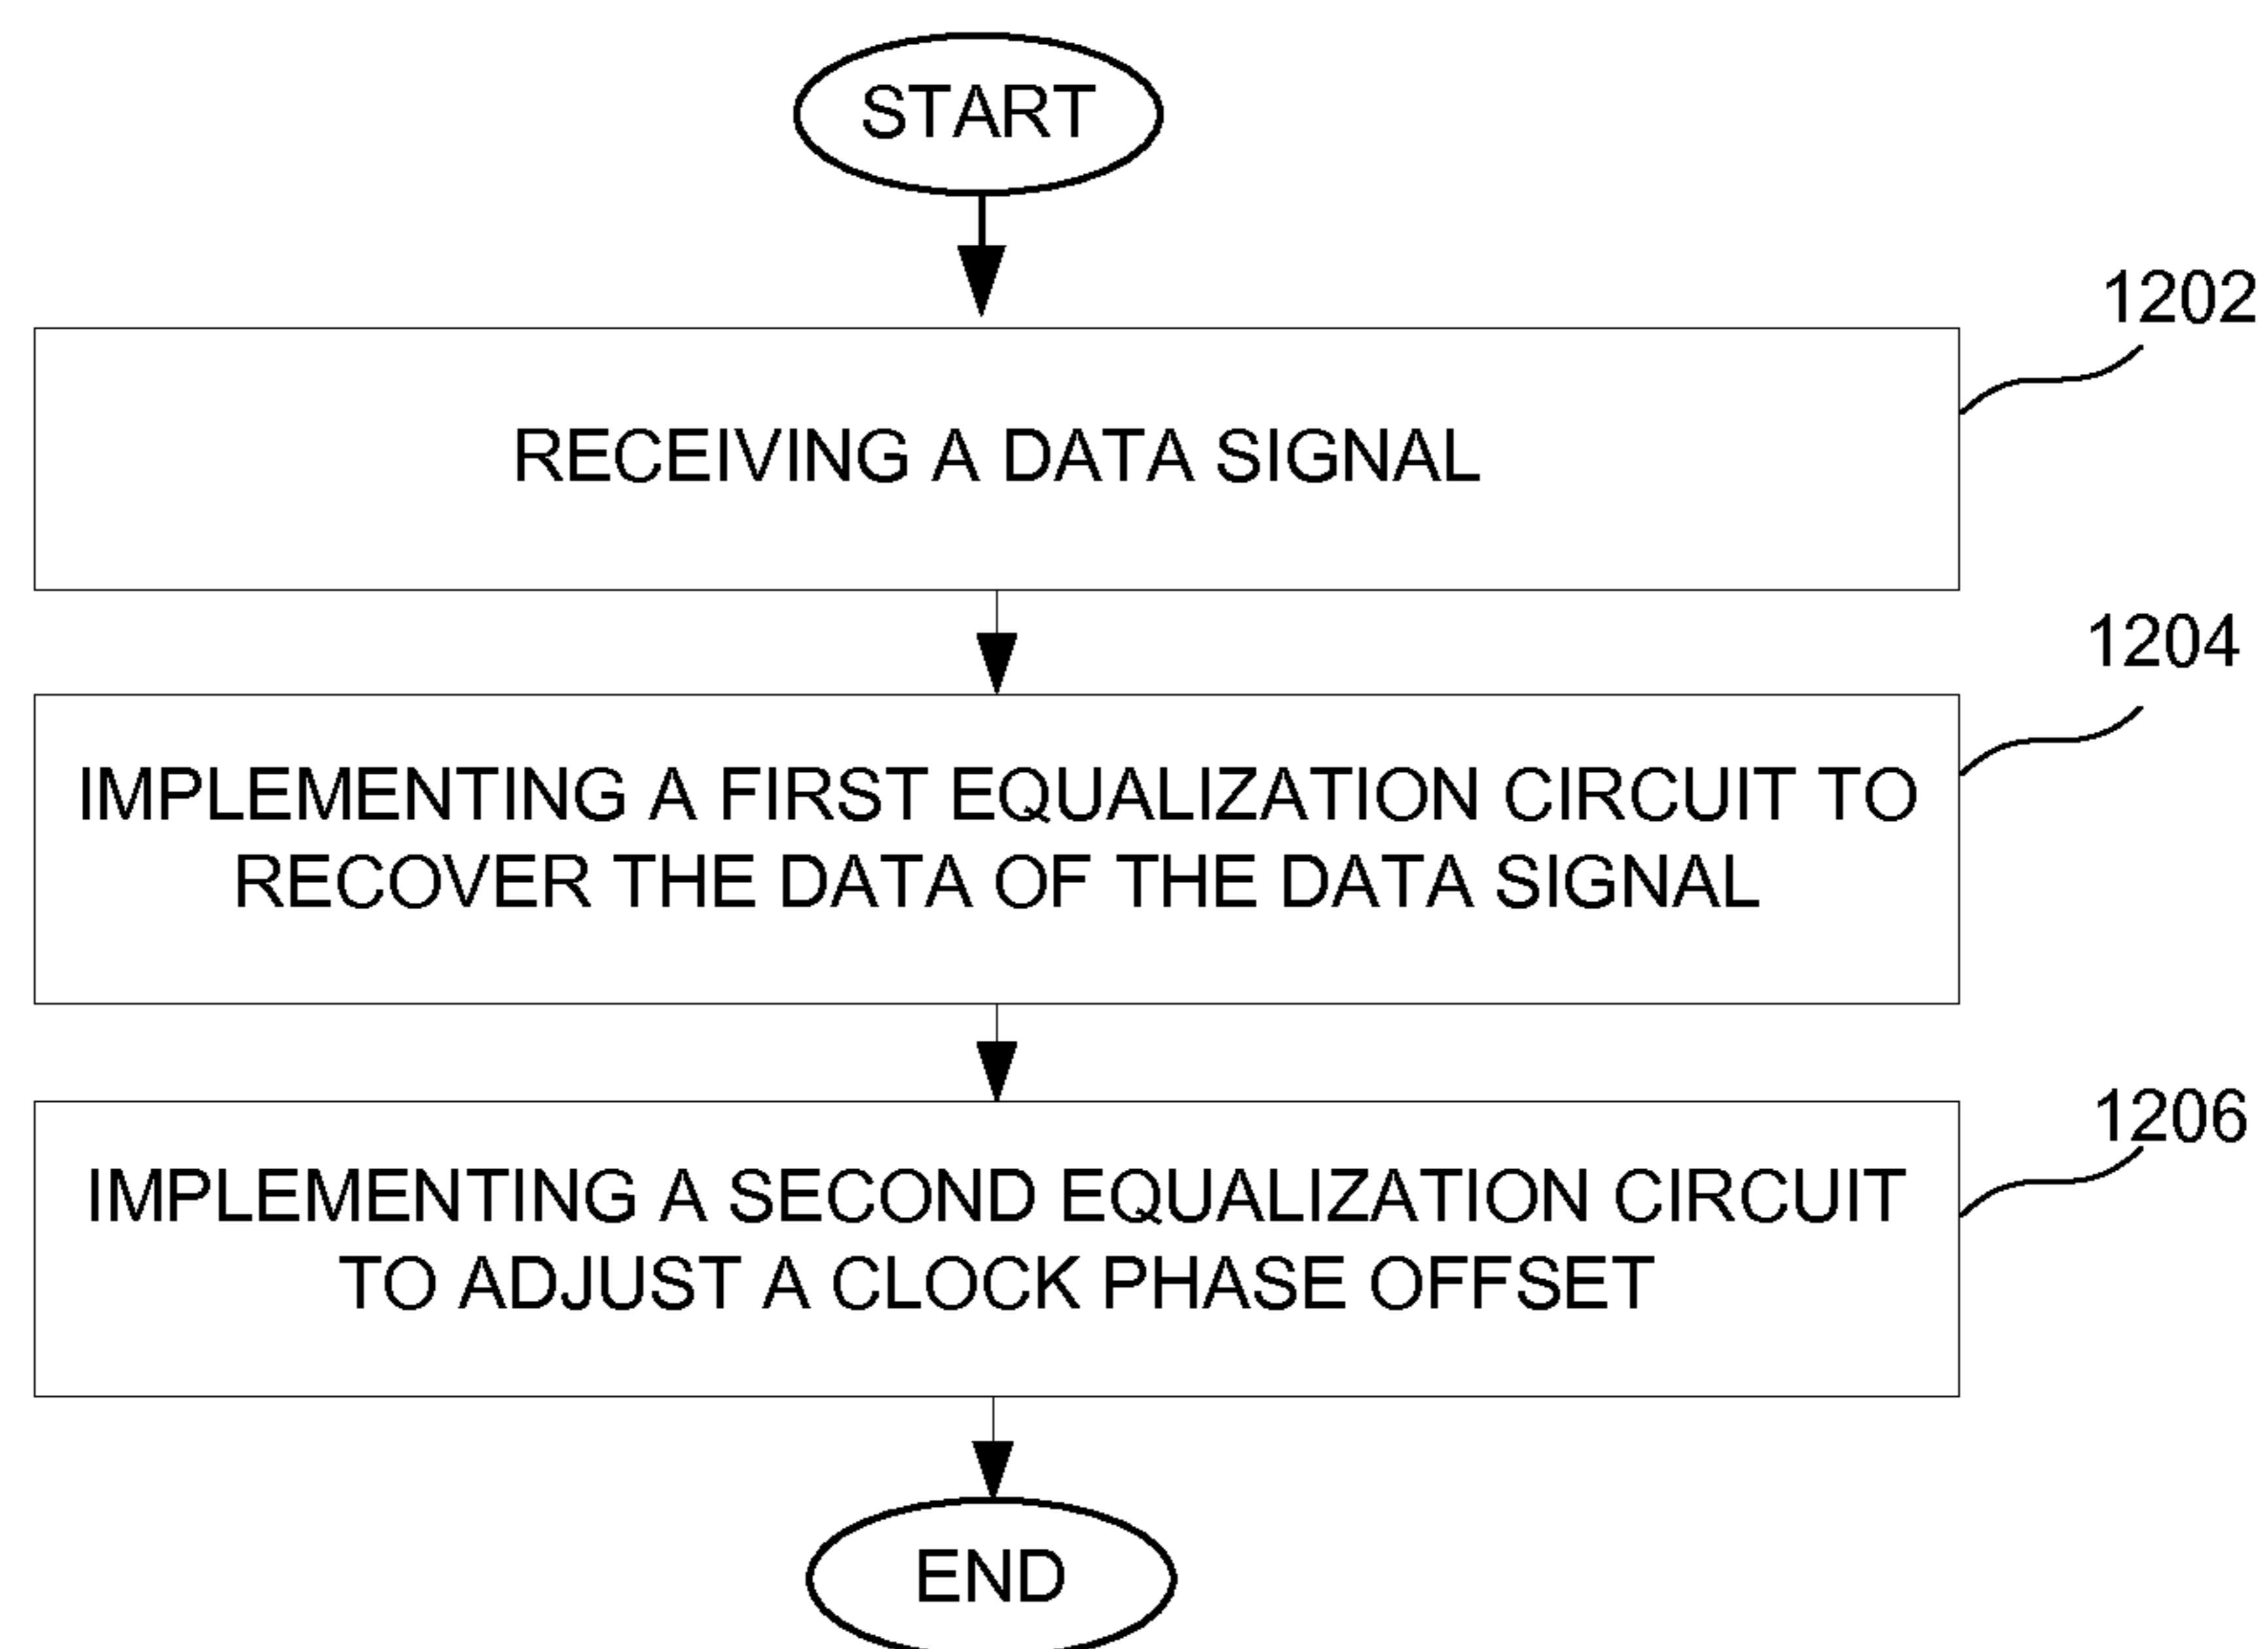 START
1202
RECEIVING A DATA SIGNAL
1204
IMPLEMENTING A FIRST EQUALIZATION CIRCUIT TO
RECOVER THE DATA OF THE DATA SIGNAL
1206
IMPLEMENTING A SECOND EQUALIZATION CIRCUIT
TO ADJUST A CLOCK PHASE OFFSET
END